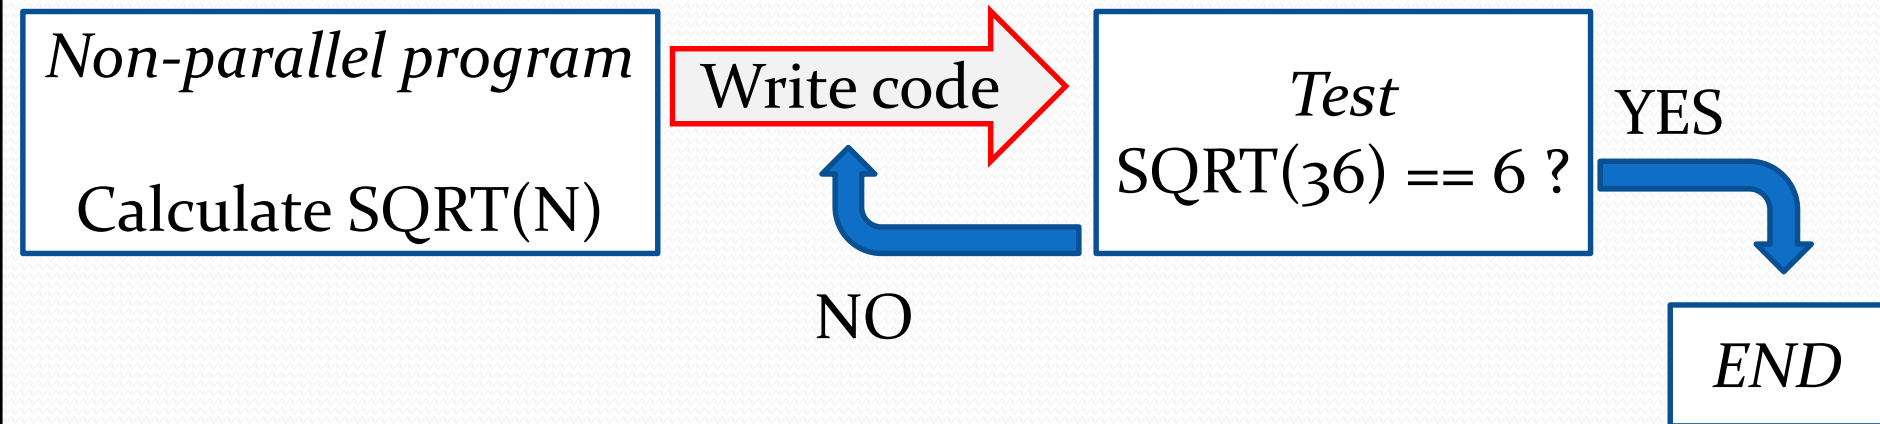 Non-parallel program
Calculate SQRT(N)
Write code
Test
SQRT(36) == 6 ?
YES
NO
END